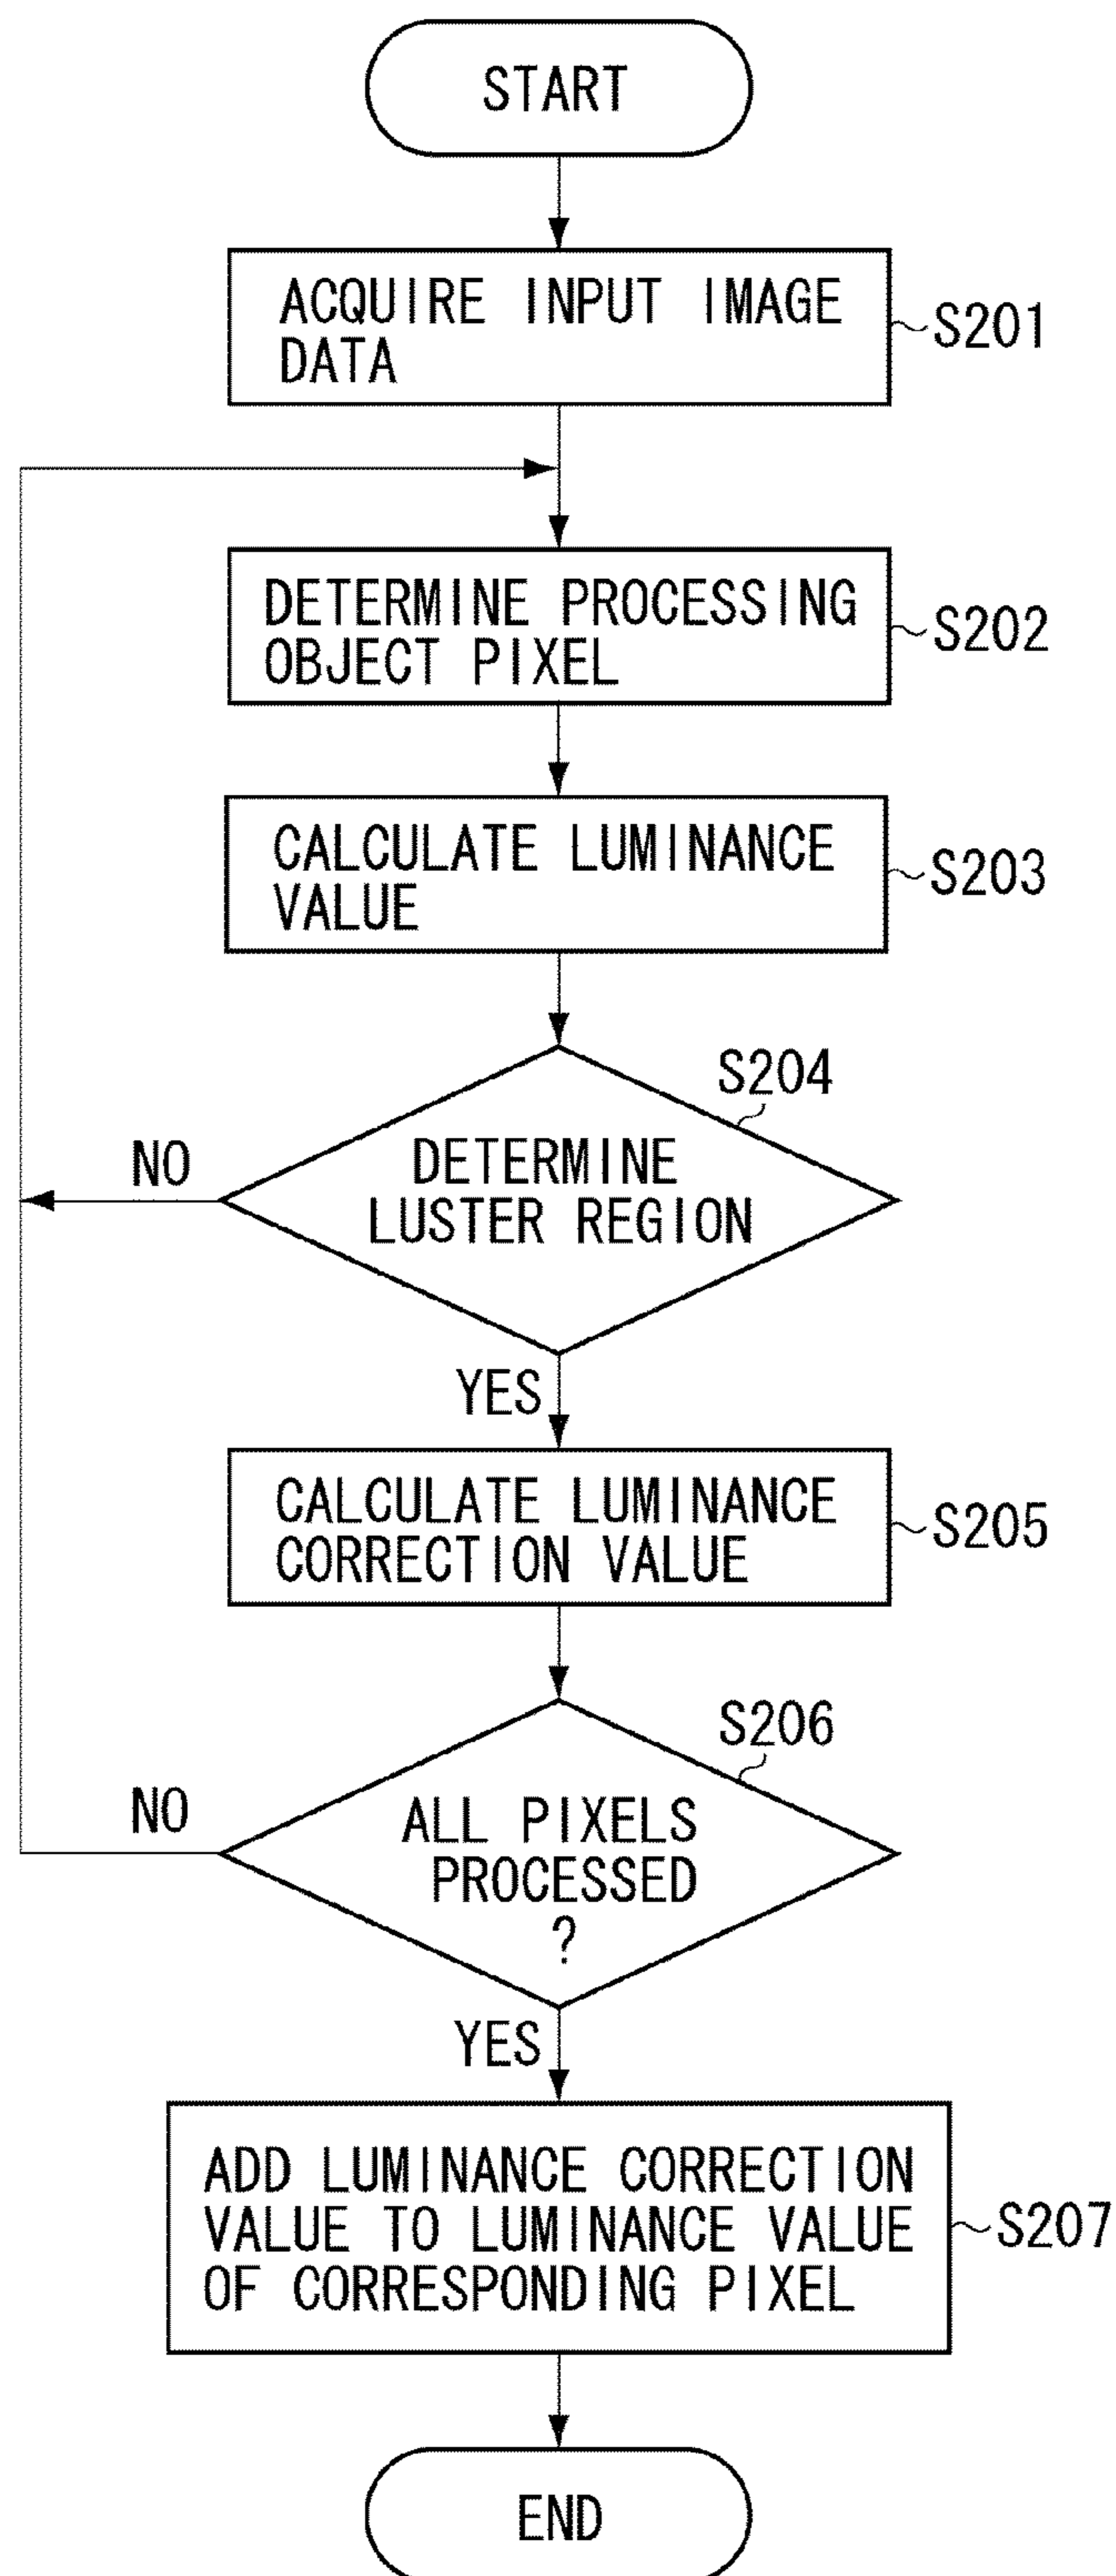 START
ACQUIRE INPUT IMAGE
DATA
S201
DETERMINE PROCESSING
OBJECT PIXEL
S202
CALCULATE LUMINANCE
VALUE
S203
S204
NO
DETERMINE
LUSTER REGION
YES
CALCULATE LUMINANCE
CORRECTION VALUE
S205
S206
NO
ALL PIXELS
PROCESSED
?
YES
ADD LUMINANCE CORRECTION
VALUE TO LUMINANCE VALUE
OF CORRESPONDING PIXEL
S207
END